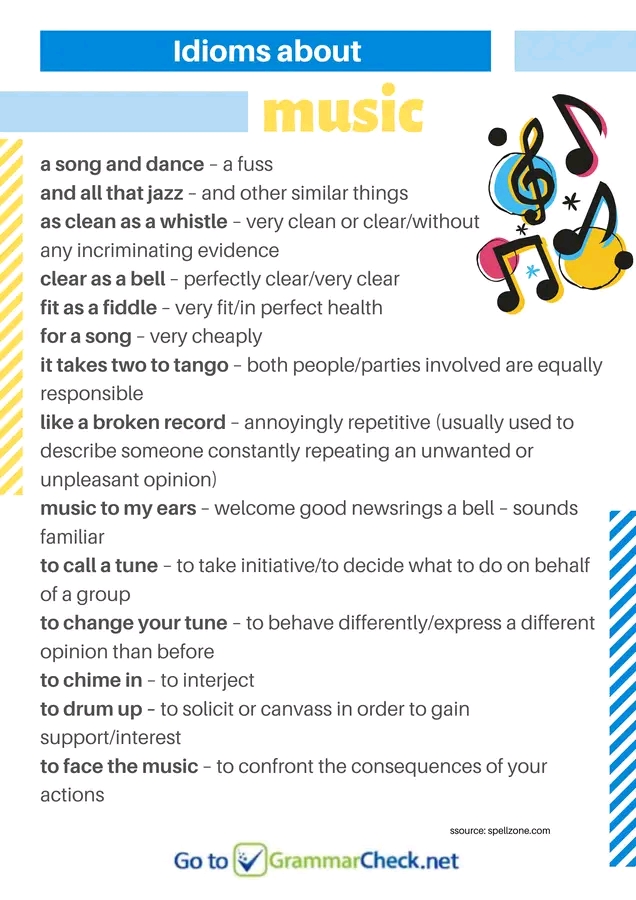 Idioms about
music
a song and dance – a fuss
and all that jazz – and other similar things
as clean as a whistle – very clean or clear/without
any incriminating evidence
clear as a bell – perfectly clear/very clear
fit as a fiddle – very fit/in perfect health
for a song – very cheaply
it takes two to tango – both people/parties involved are equally
responsible
like a broken record – annoyingly repetitive (usually used to
describe someone constantly repeating an unwanted or
unpleasant opinion)
music to my ears – welcome good newsrings a bell – sounds
familiar
to call a tune – to take initiative/to decide what to do on behalf
of a group
to change your tune – to behave differently/express a different
opinion than before
to chime in – to interject
to drum up – to solicit or canvass in order to gain
support/interest
to face the music – to confront the consequences of your
actions
ssource: spellzone.com
Go to GrammarCheck.net